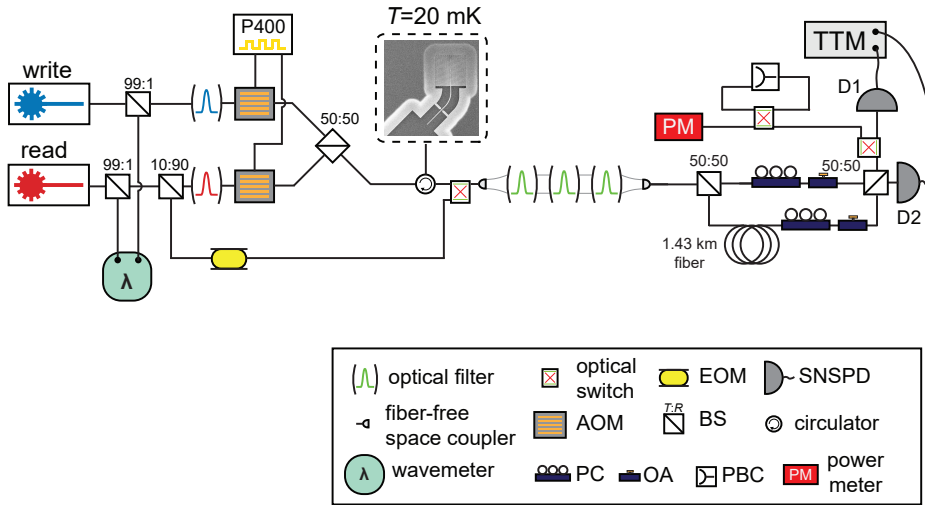 T=20 mK
P400
write
99:1
TTM
D1
50:50
PM
read
99:1
10:90
50:50
50:50
D2
1.43 km
fiber
λ
optical filter
optical
switch
EOM
SNSPD
fiber-free
space coupler
AOM
T:R
BS
circulator
λ
wavemeter
PC
OA
PBC
PM
power
meter